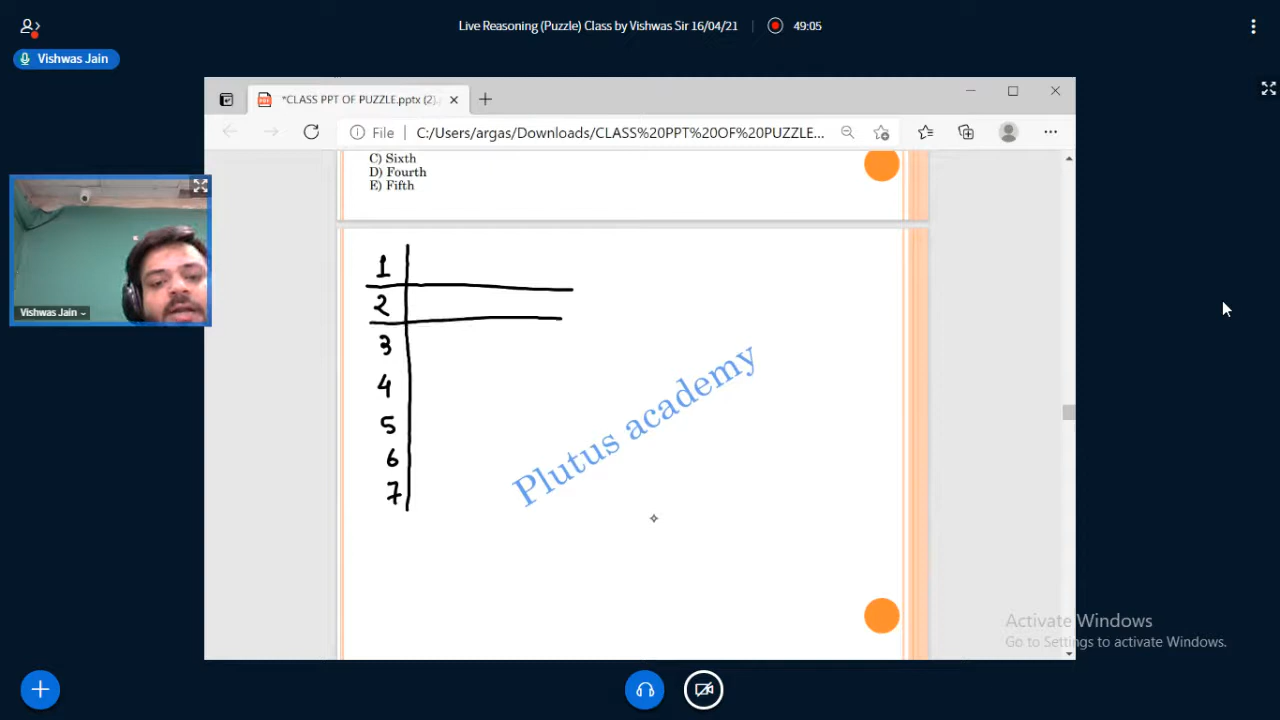 Live Reasoning (Puzzle) Class by Vishwas Sir 16/04/21
49:05
Vishwas Jain
*CLASS PPT OF PUZZLE.pptx (2).
File
C:/Users/argas/Downloads/CLASS%20PPT%20OF%20PUZZLE...
C) Sixth
D) Fourth
E) Fifth
Vishwas Jain
1
2
3
4
5
6
7
Plutus academy
Activate Windows
Go to Settings to activate Windows.